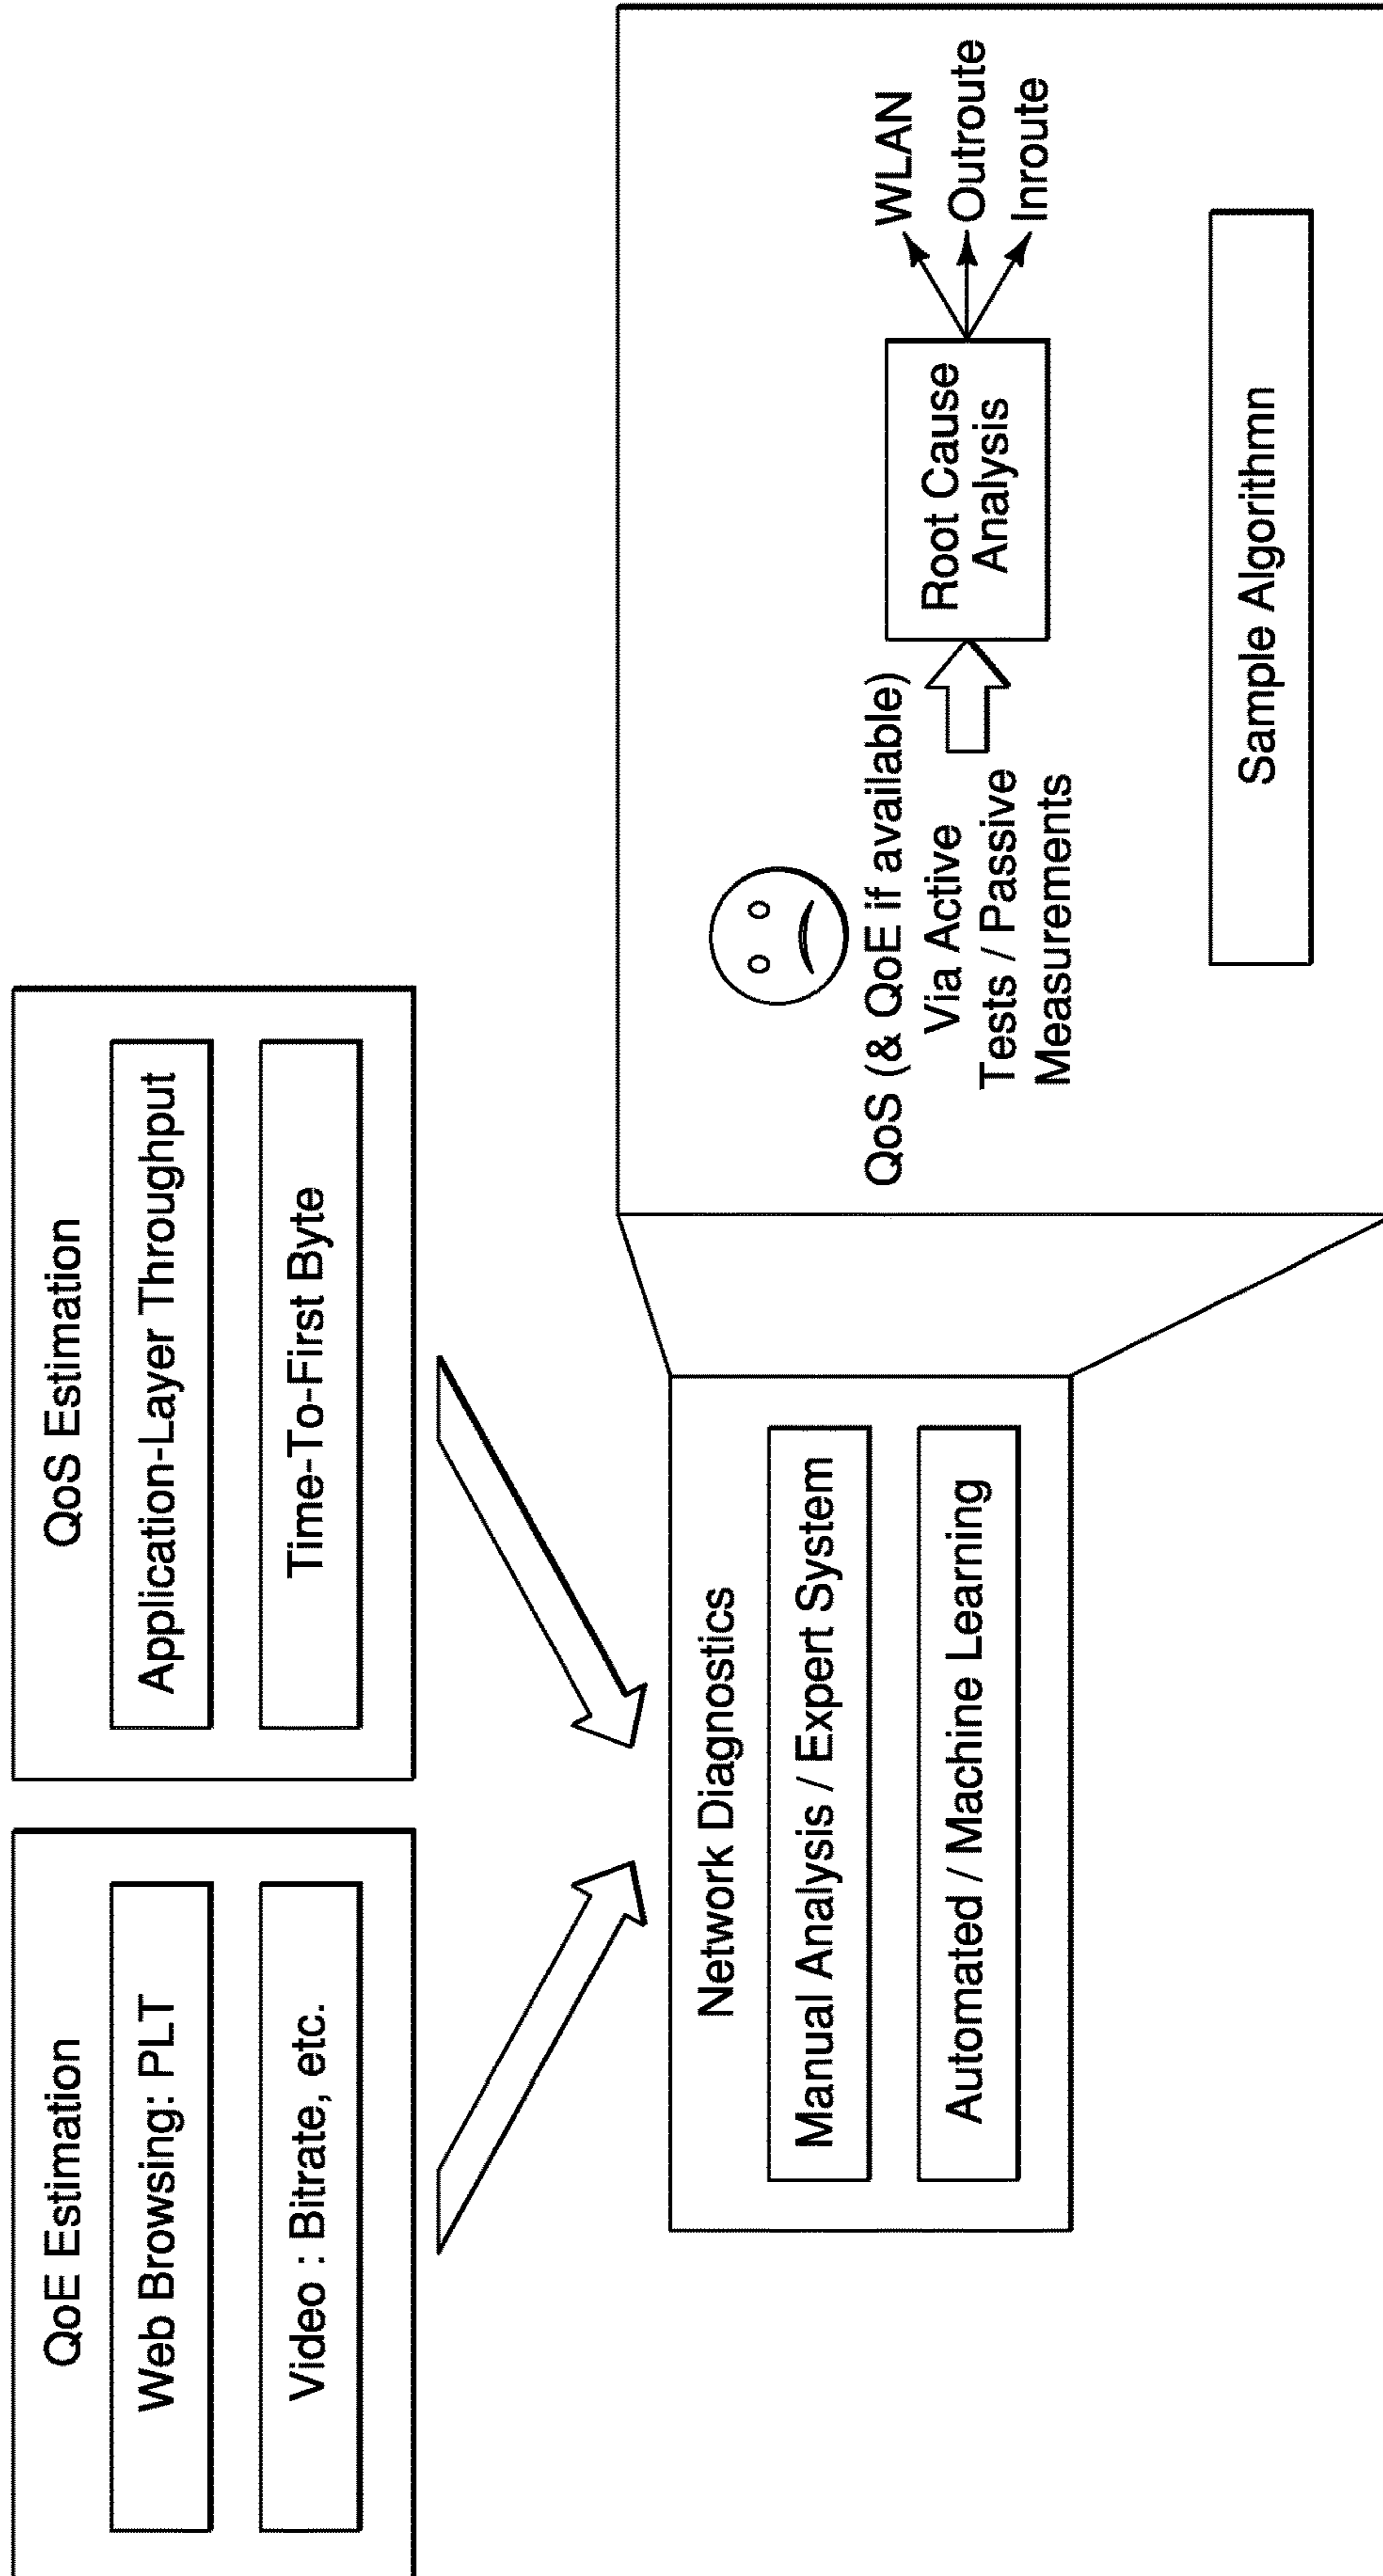 QoE Estimation
Web Browsing: PLT
Video : Bitrate, etc.
QoS Estimation
Application-Layer Throughput
Time-To-First Byte
Network Diagnostics
Manual Analysis / Expert System
Automated / Machine Learning
QoS (& QoE if available)
Via Active
Tests / Passive
Measurements
Root Cause
Analysis
WLAN
Outroute
Inroute
Sample Algorithmn